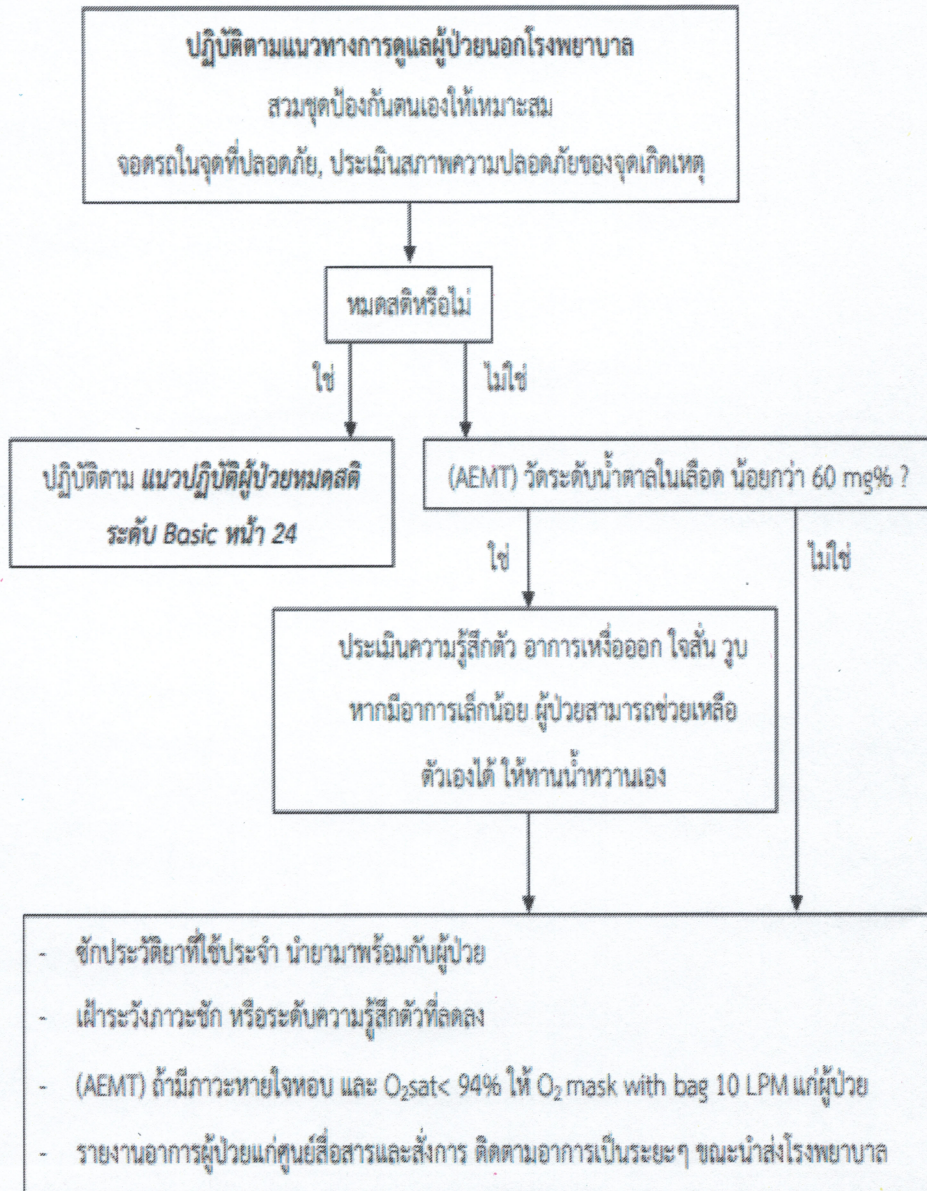 ปฏิบัติตามแนวทางการดูแลผู้ป่วยนอกโรงพยาบาล
สวมชุดป้องกันตนเองให้เหมาะสม
จอดรถในจุดที่ปลอดภัย, ประเมินสภาพความปลอดภัยของจุดเกิดเหตุ
หมดสติหรือไม่
ใช่
ไม่ใช่
ปฏิบัติตาม แนวปฏิบัติผู้ป่วยหมดสติ
ระดับ Basic หน้า 24
(AEMT) วัดระดับน้ำตาลในเลือด น้อยกว่า 60 mg% ?
ใช่
ไม่ใช่
ประเมินความรู้สึกตัว อาการเหงื่อออก ใจสั่น วูบ
หากมีอาการเล็กน้อย ผู้ป่วยสามารถช่วยเหลือ
ตัวเองได้ ให้ทานน้ำหวานเอง
- ซักประวัติยาที่ใช้ประจำ นำยามาพร้อมกับผู้ป่วย
- เฝ้าระวังภาวะชัก หรือระดับความรู้สึกตัวที่ลดลง
- (AEMT) ถ้ามีภาวะหายใจหอบ และ O₂sat< 94% ให้ O₂ mask with bag 10 LPM แก่ผู้ป่วย
- รายงานอาการผู้ป่วยแก่ศูนย์สื่อสารและสั่งการ ติดตามอาการเป็นระยะๆ ขณะนำส่งโรงพยาบาล